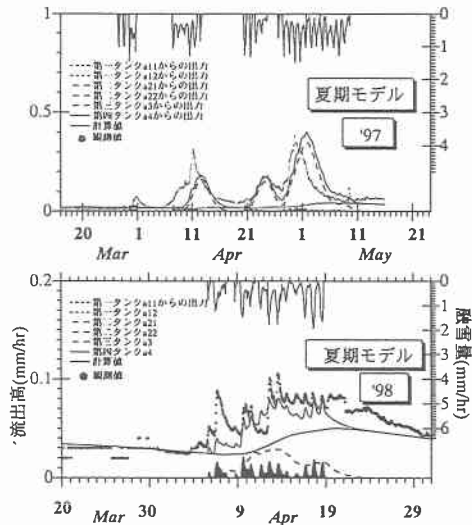 1
0.5
0
0
1
2
3
4
第一タンクa11からの出力
第一タンクa12からの出力
第二タンクa21からの出力
第二タンクa22からの出力
第三タンクa3からの出力
第四タンクa4からの出力
計算値
観測値
夏期モデル
'97
20 1 11 21 1 11 21
Mar Apr May
0.2
0.1
0
流出高(mm/hr)
0
1
2
3
4
5
6
融雪量(mm/hr)
第一タンクa11からの出力
第一タンクa12
第二タンクa21
第二タンクa22
第三タンクa3
第四タンクa4
計算値
観測値
夏期モデル
'98
20 30 9 19 29
Mar Apr